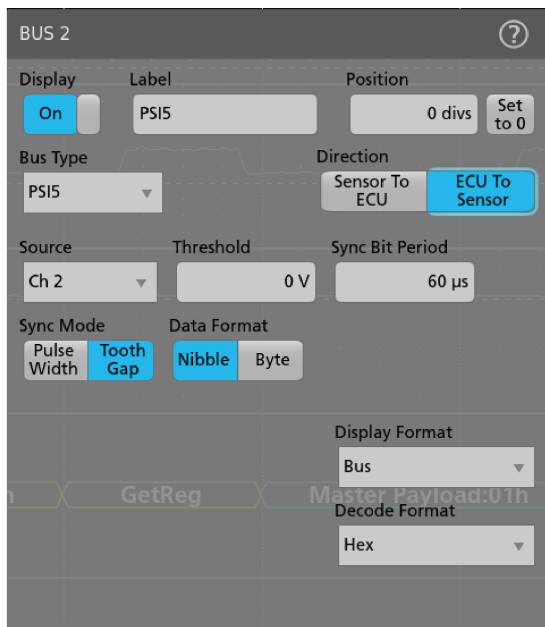 BUS 2 ?
Display Label Position
On PSI5 0 divs Set to 0
Bus Type Direction
PSI5 Sensor To ECU ECU To Sensor
Source Threshold Sync Bit Period
Ch 2 0 V 60 µs
Sync Mode Data Format
Pulse Width Tooth Gap Nibble Byte
Display Format
Bus
GetReg Master Payload:01h
Decode Format
Hex